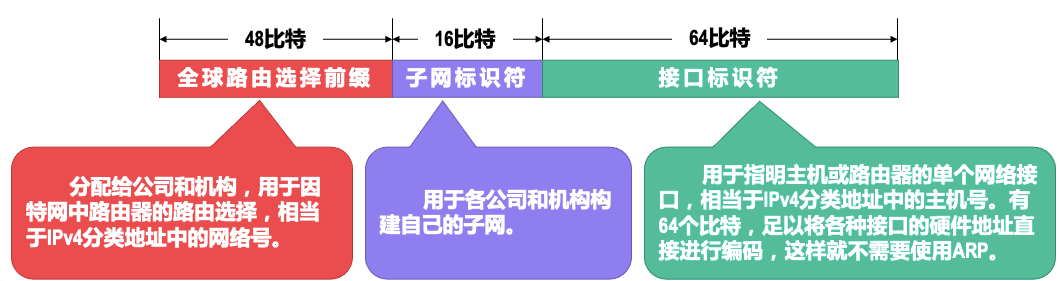 48比特 16比特 64比特
全球路由选择前缀 子网标识符 接口标识符
分配给公司和机构，用于因
特网中路由器的路由选择，相当
于IPv4分类地址中的网络号。
用于各公司和机构构
建自己的子网。
用于指明主机或路由器的单个网络接
口，相当于IPv4分类地址中的主机号。有
64个比特，足以将各种接口的硬件地址直
接进行编码，这样就不需要使用ARP。